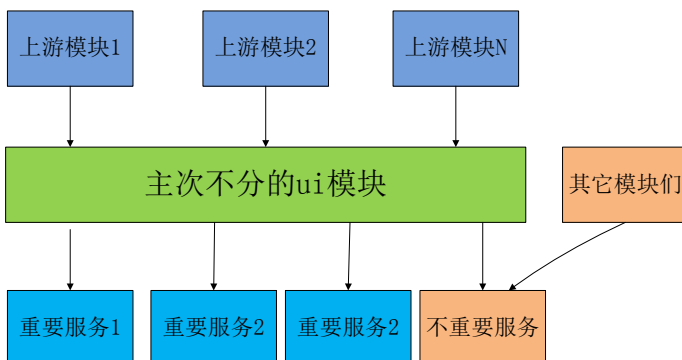 上游模块1
上游模块2
上游模块N
主次不分的ui模块
其它模块们
重要服务1
重要服务2
重要服务2
不重要服务